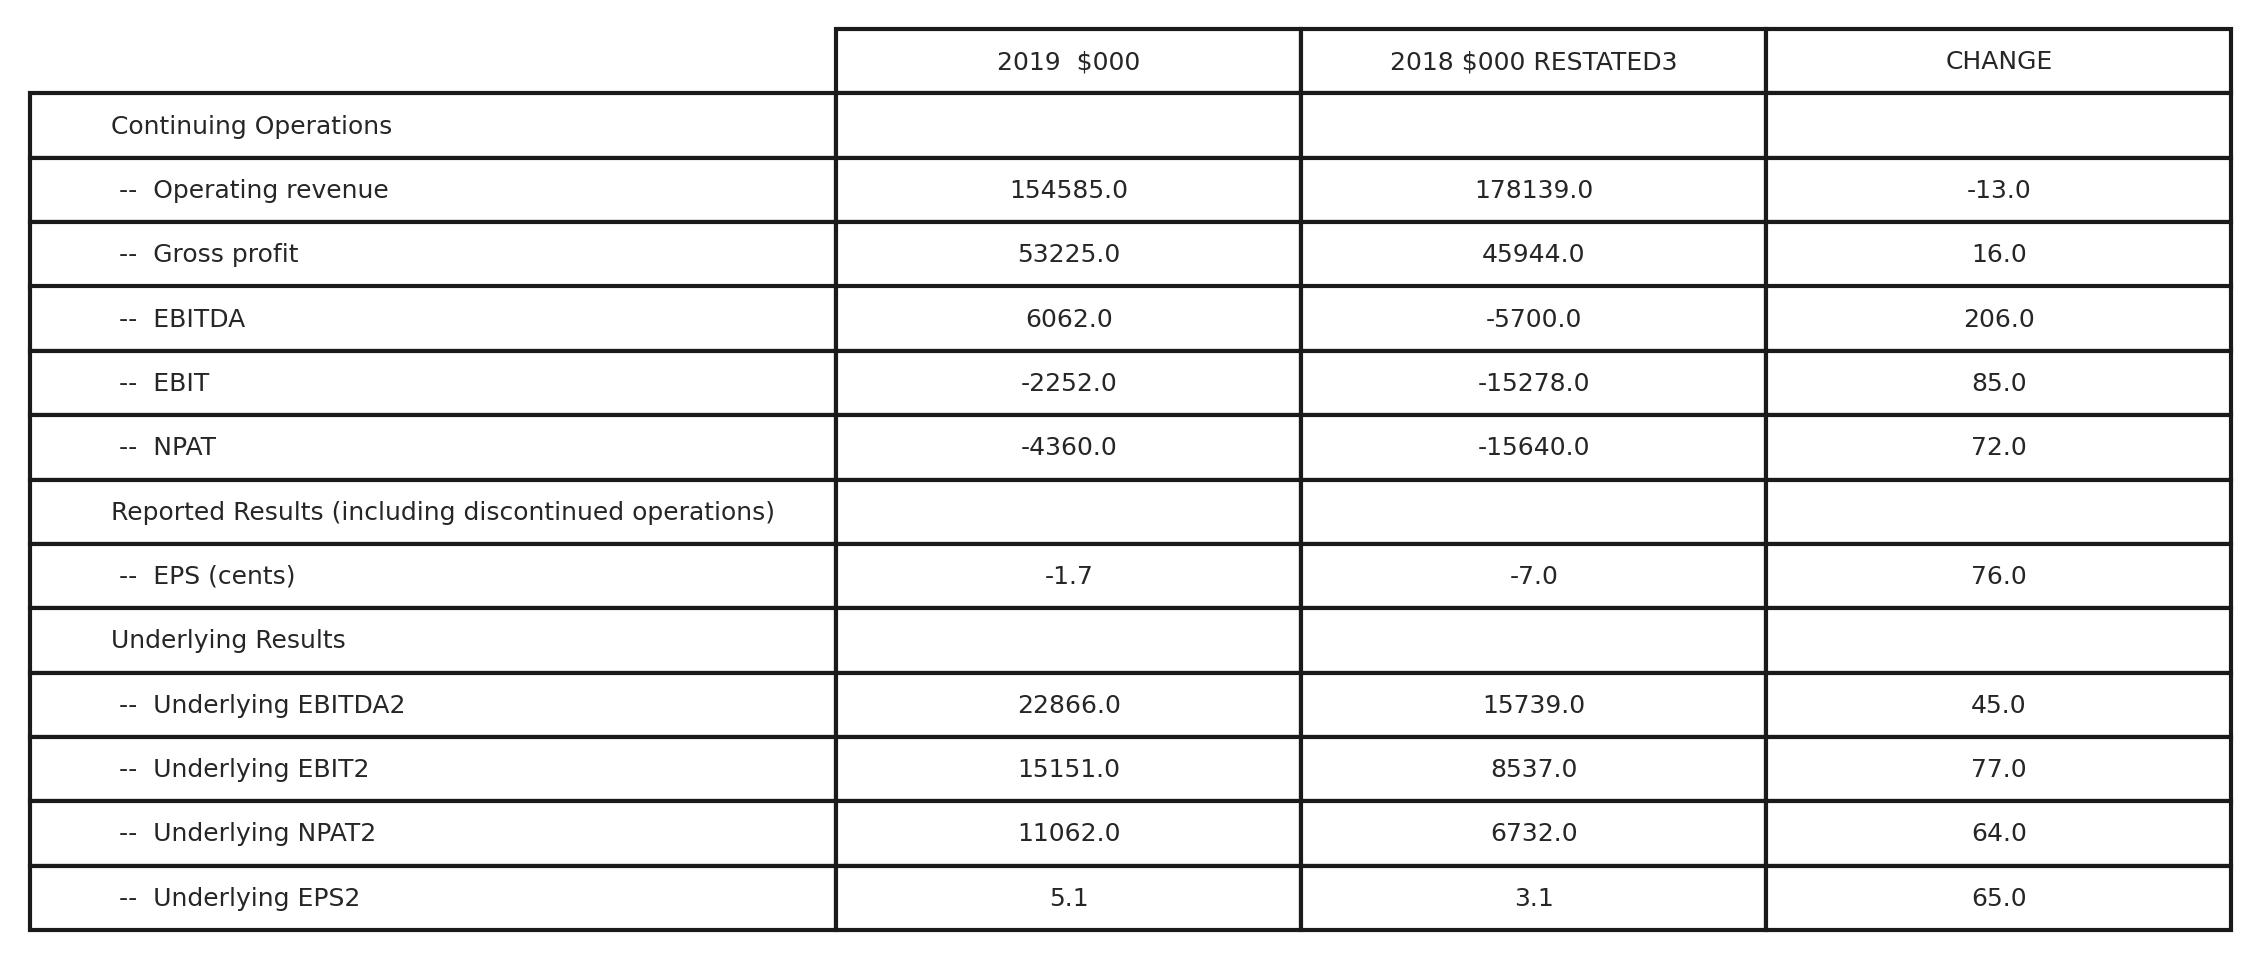 2019  $000 2018 $000 RESTATED3 CHANGE
Continuing Operations
--  Operating revenue 154585.0 178139.0 -13.0
--  Gross profit 53225.0 45944.0 16.0
--  EBITDA 6062.0 -5700.0 206.0
--  EBIT -2252.0 -15278.0 85.0
--  NPAT -4360.0 -15640.0 72.0
Reported Results (including discontinued operations)
--  EPS (cents) -1.7 -7.0 76.0
Underlying Results
--  Underlying EBITDA2 22866.0 15739.0 45.0
--  Underlying EBIT2 15151.0 8537.0 77.0
--  Underlying NPAT2 11062.0 6732.0 64.0
--  Underlying EPS2 5.1 3.1 65.0